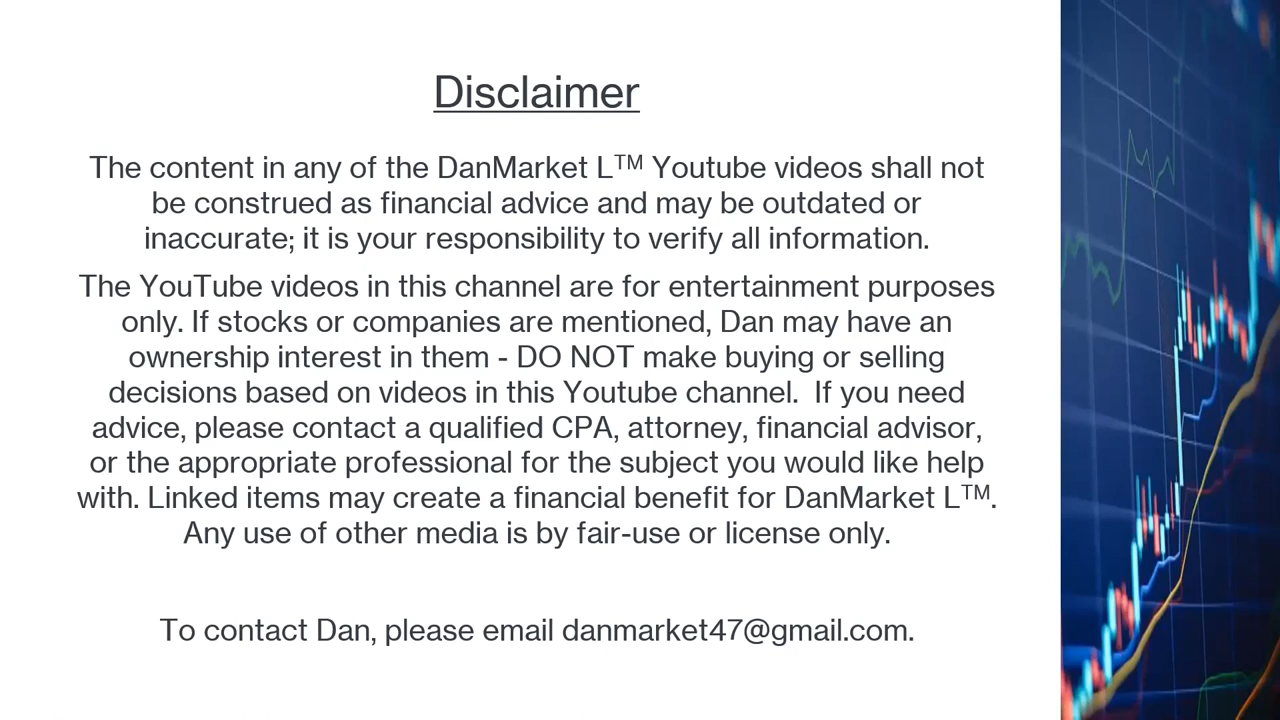 Disclaimer
The content in any of the DanMarket L™ Youtube videos shall not
be construed as financial advice and may be outdated or
inaccurate; it is your responsibility to verify all information.
The YouTube videos in this channel are for entertainment purposes
only. If stocks or companies are mentioned, Dan may have an
ownership interest in them - DO NOT make buying or selling
decisions based on videos in this Youtube channel.  If you need
advice, please contact a qualified CPA, attorney, financial advisor,
or the appropriate professional for the subject you would like help
with. Linked items may create a financial benefit for DanMarket L™.
Any use of other media is by fair-use or license only.
To contact Dan, please email danmarket47@gmail.com.